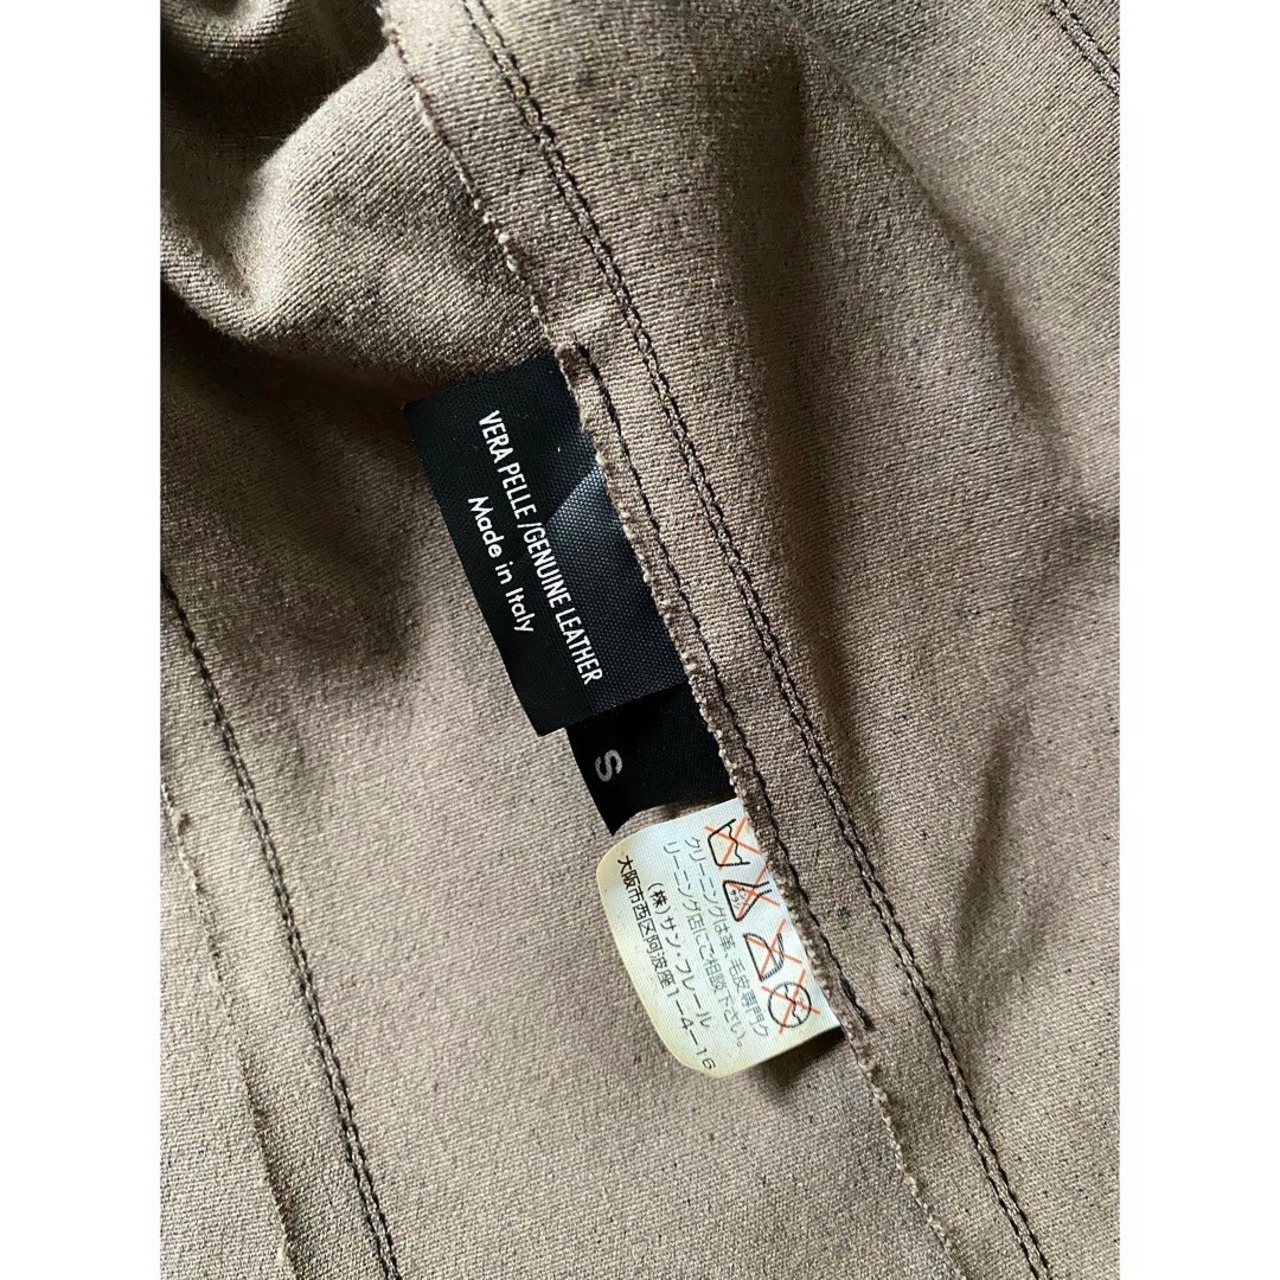 VERA PELLE/GENUINE LEATHER
Made in Italy
S
クリーニングは革、毛皮専門ク
リーニング店にご相談下さい。
(株)サン・フレール
大阪市西区阿波座1-4-16